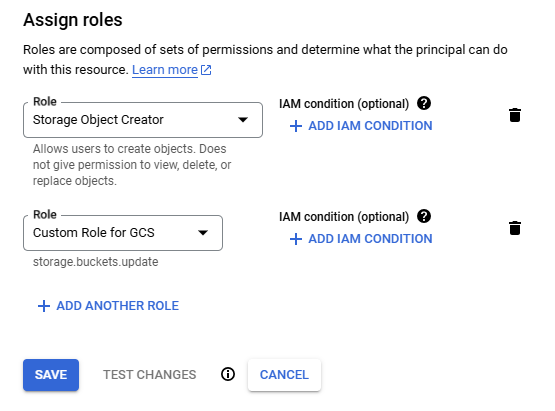 Assign roles
Roles are composed of sets of permissions and determine what the principal can do
with this resource. Learn more
Role
Storage Object Creator
IAM condition (optional)
ADD IAM CONDITION
Allows users to create objects. Does
not give permission to view, delete, or
replace objects.
Role
Custom Role for GCS
IAM condition (optional)
ADD IAM CONDITION
storage.buckets.update
ADD ANOTHER ROLE
SAVE
TEST CHANGES
CANCEL